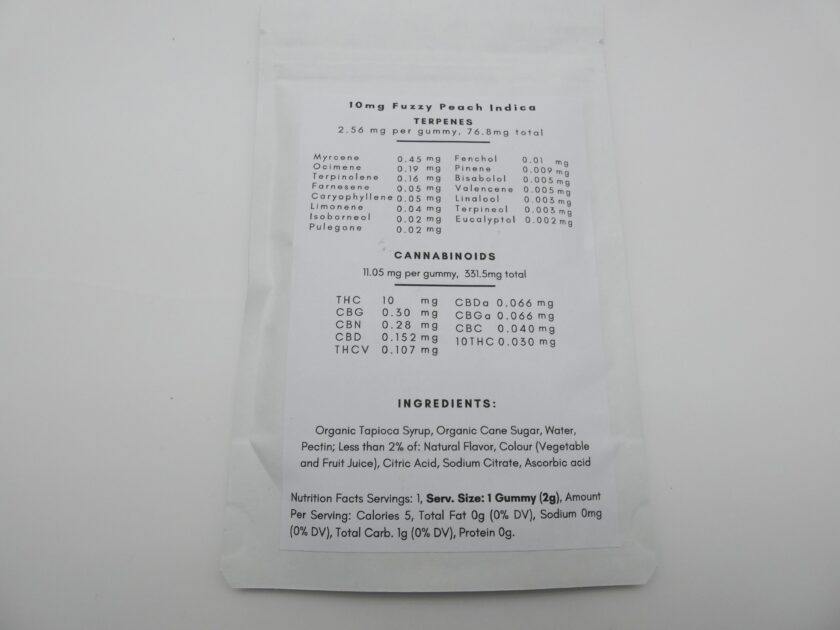 10mg Fuzzy Peach Indica
TERPENES
2.56 mg per gummy, 76.8mg total
Myrcene 0.45 mg
Ocimene 0.19 mg
Terpinolene 0.16 mg
Farnesene 0.05 mg
Caryophyllene 0.05 mg
Limonene 0.04 mg
Isoborneol 0.02 mg
Pulegone 0.02 mg
Fenchol 0.01 mg
Pinene 0.009 mg
Bisabolol 0.005 mg
Valencene 0.005 mg
Linalool 0.003 mg
Terpineol 0.003 mg
Eucalyptol 0.002 mg
CANNABINOIDS
11.05 mg per gummy, 331.5mg total
THC 10 mg
CBG 0.30 mg
CBN 0.28 mg
CBD 0.152 mg
THCV 0.107 mg
CBDa 0.066 mg
CBGa 0.066 mg
CBC 0.040 mg
10THC 0.030 mg
INGREDIENTS:
Organic Tapioca Syrup, Organic Cane Sugar, Water,
Pectin; Less than 2% of: Natural Flavor, Colour (Vegetable
and Fruit Juice), Citric Acid, Sodium Citrate, Ascorbic acid
Nutrition Facts Servings: 1, Serv. Size: 1 Gummy (2g), Amount
Per Serving: Calories 5, Total Fat 0g (0% DV), Sodium 0mg
(0% DV), Total Carb. 1g (0% DV), Protein 0g.